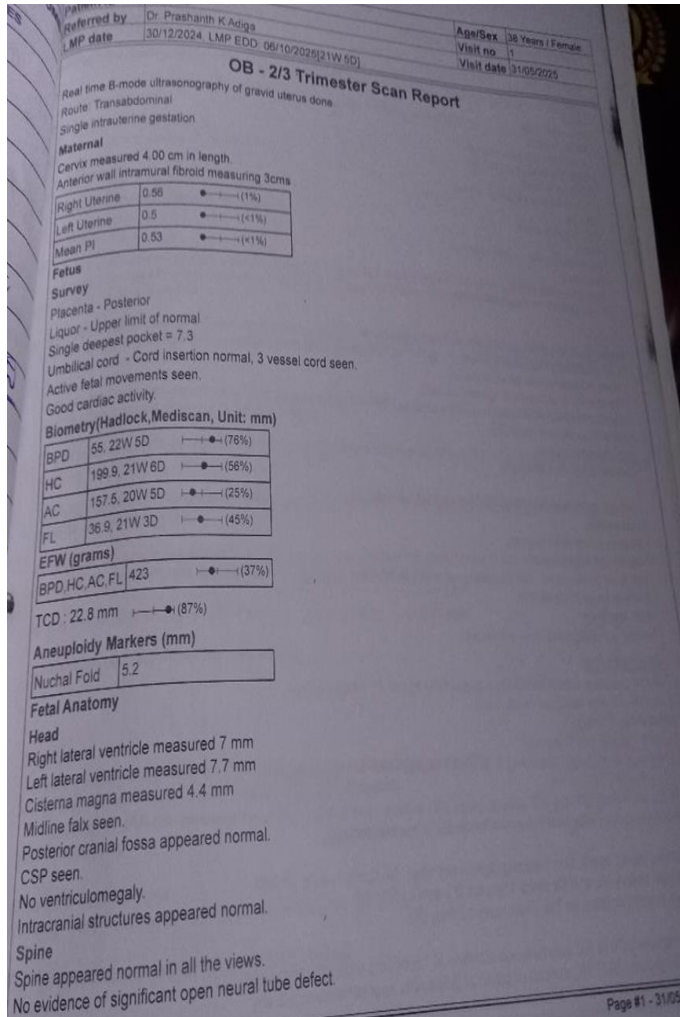 Referred by Dr. Prashanth K Adiga Age/Sex 38 Years / Female
LMP date 30/12/2024, LMP EDD: 06/10/2025[21W 5D] Visit no 1
Visit date 31/05/2025
OB - 2/3 Trimester Scan Report
Real time B-mode ultrasonography of gravid uterus done.
Route: Transabdominal
Single intrauterine gestation
Maternal
Cervix measured 4.00 cm in length.
Anterior wall intramural fibroid measuring 3cms
Right Uterine 0.56 (1%)
Left Uterine 0.5 (<1%)
Mean PI 0.53 (<1%)
Fetus
Survey
Placenta - Posterior
Liquor - Upper limit of normal
Single deepest pocket = 7.3
Umbilical cord - Cord insertion normal, 3 vessel cord seen.
Active fetal movements seen.
Good cardiac activity.
Biometry(Hadlock,Mediscan, Unit: mm)
BPD 55, 22W 5D (76%)
HC 199.9, 21W 6D (56%)
AC 157.5, 20W 5D (25%)
FL 36.9, 21W 3D (45%)
EFW (grams)
BPD,HC,AC,FL 423 (37%)
TCD : 22.8 mm (87%)
Aneuploidy Markers (mm)
Nuchal Fold 5.2
Fetal Anatomy
Head
Right lateral ventricle measured 7 mm
Left lateral ventricle measured 7.7 mm
Cisterna magna measured 4.4 mm
Midline falx seen.
Posterior cranial fossa appeared normal.
CSP seen.
No ventriculomegaly.
Intracranial structures appeared normal.
Spine
Spine appeared normal in all the views.
No evidence of significant open neural tube defect.
Page #1 - 31/05